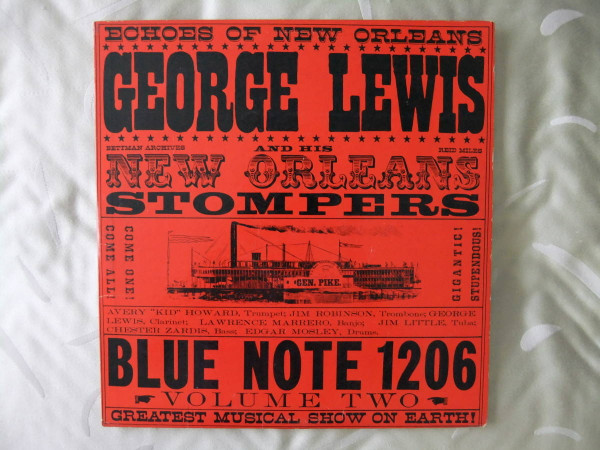 ECHOES OF NEW ORLEANS
GEORGE LEWIS
BETTMAN ARCHIVES
AND HIS
REID MILES
NEW ORLEANS
STOMPERS
COME ONE!
COME ALL!
GEN. PIKE.
GIGANTIC!
STUPENDOUS!
AVERY "KID" HOWARD, Trumpet; JIM ROBINSON, Trombone; GEORGE
LEWIS, Clarinet; LAWRENCE MARRERO, Banjo; JIM LITTLE, Tuba;
CHESTER ZARDIS, Bass; EDGAR MOSLEY, Drums.
BLUE NOTE 1206
VOLUME TWO
GREATEST MUSICAL SHOW ON EARTH!